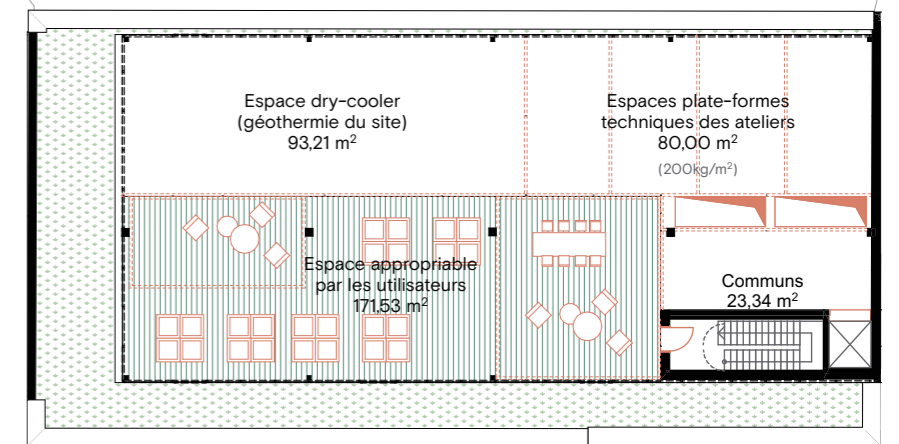 Espace dry-cooler
(géothermie du site)
93,21 m²
Espaces plate-formes
techniques des ateliers
80,00 m²
(200kg/m²)
Espace appropriable
par les utilisateurs
171,53 m²
Communs
23,34 m²